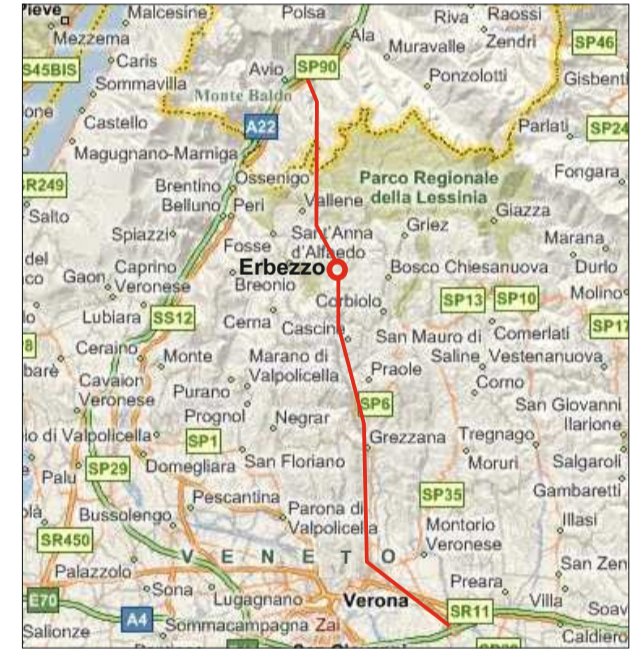 Pieve
Malcesine
Polsa
Riva
Raossi
Mezzema
Ala
Muravalle
Zendri
SP46
S45BIS
Caris
Avio
SP90
Sommavilla
Ponzolotti
Gisbenti
Monte Baldo
Castello
A22
Parlati
SP24
Magugnano-Marniga
SR249
Brentino
Ossenigo
Parco Regionale
della Lessinia
Fongara
Belluno
Peri
Vallene
Salto
Giazza
Spiazzi
Fosse
Sant'Anna
d'Alfaedo
Griez
Marana
del
Caprino
Veronese
Erbezzo
Bosco Chiesanuova
Durlo
Gaon
Breonio
Corbiolo
SP13
SP10
Molino
Lubiara
SS12
Cerna
Cascine
San Mauro di
Saline
Comerlati
SP17
Ceraino
Monte
Marano di
Valpolicella
Vestenanuova
Praole
Cavaion
Veronese
Purano
Corno
SP6
Prognol
Negrar
San Giovanni
Ilarione
io di Valpolicella
SP1
Grezzana
Tregnago
SP29
Domegliara
San Floriano
Moruri
Salgaroli
Palu
Pescantina
SP35
Gambaretti
Bussolengo
Parona di
Valpolicella
Montorio
Veronese
Illasi
SR450
VENETO
Palazzolo
San Zen
Sona
Preara
E70
Lugagnano
Verona
SR11
Villa
Soav
A4
Salionze
Sommacampagna
Zai
Caldiero